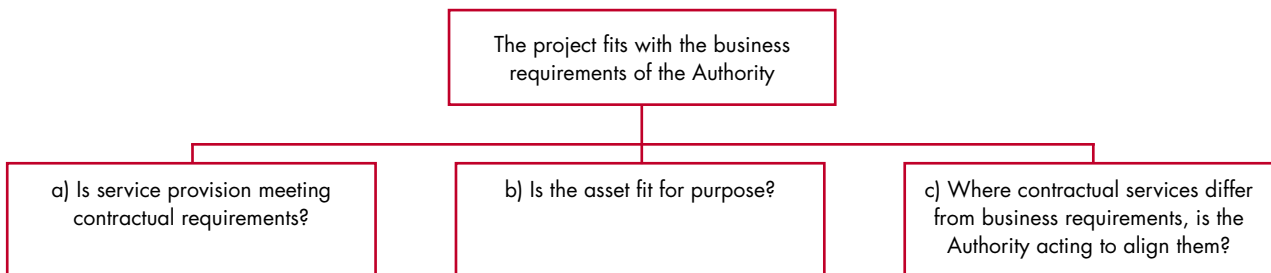 The project fits with the business
requirements of the Authority
a) Is service provision meeting
contractual requirements?
b) Is the asset fit for purpose?
c) Where contractual services differ
from business requirements, is the
Authority acting to align them?